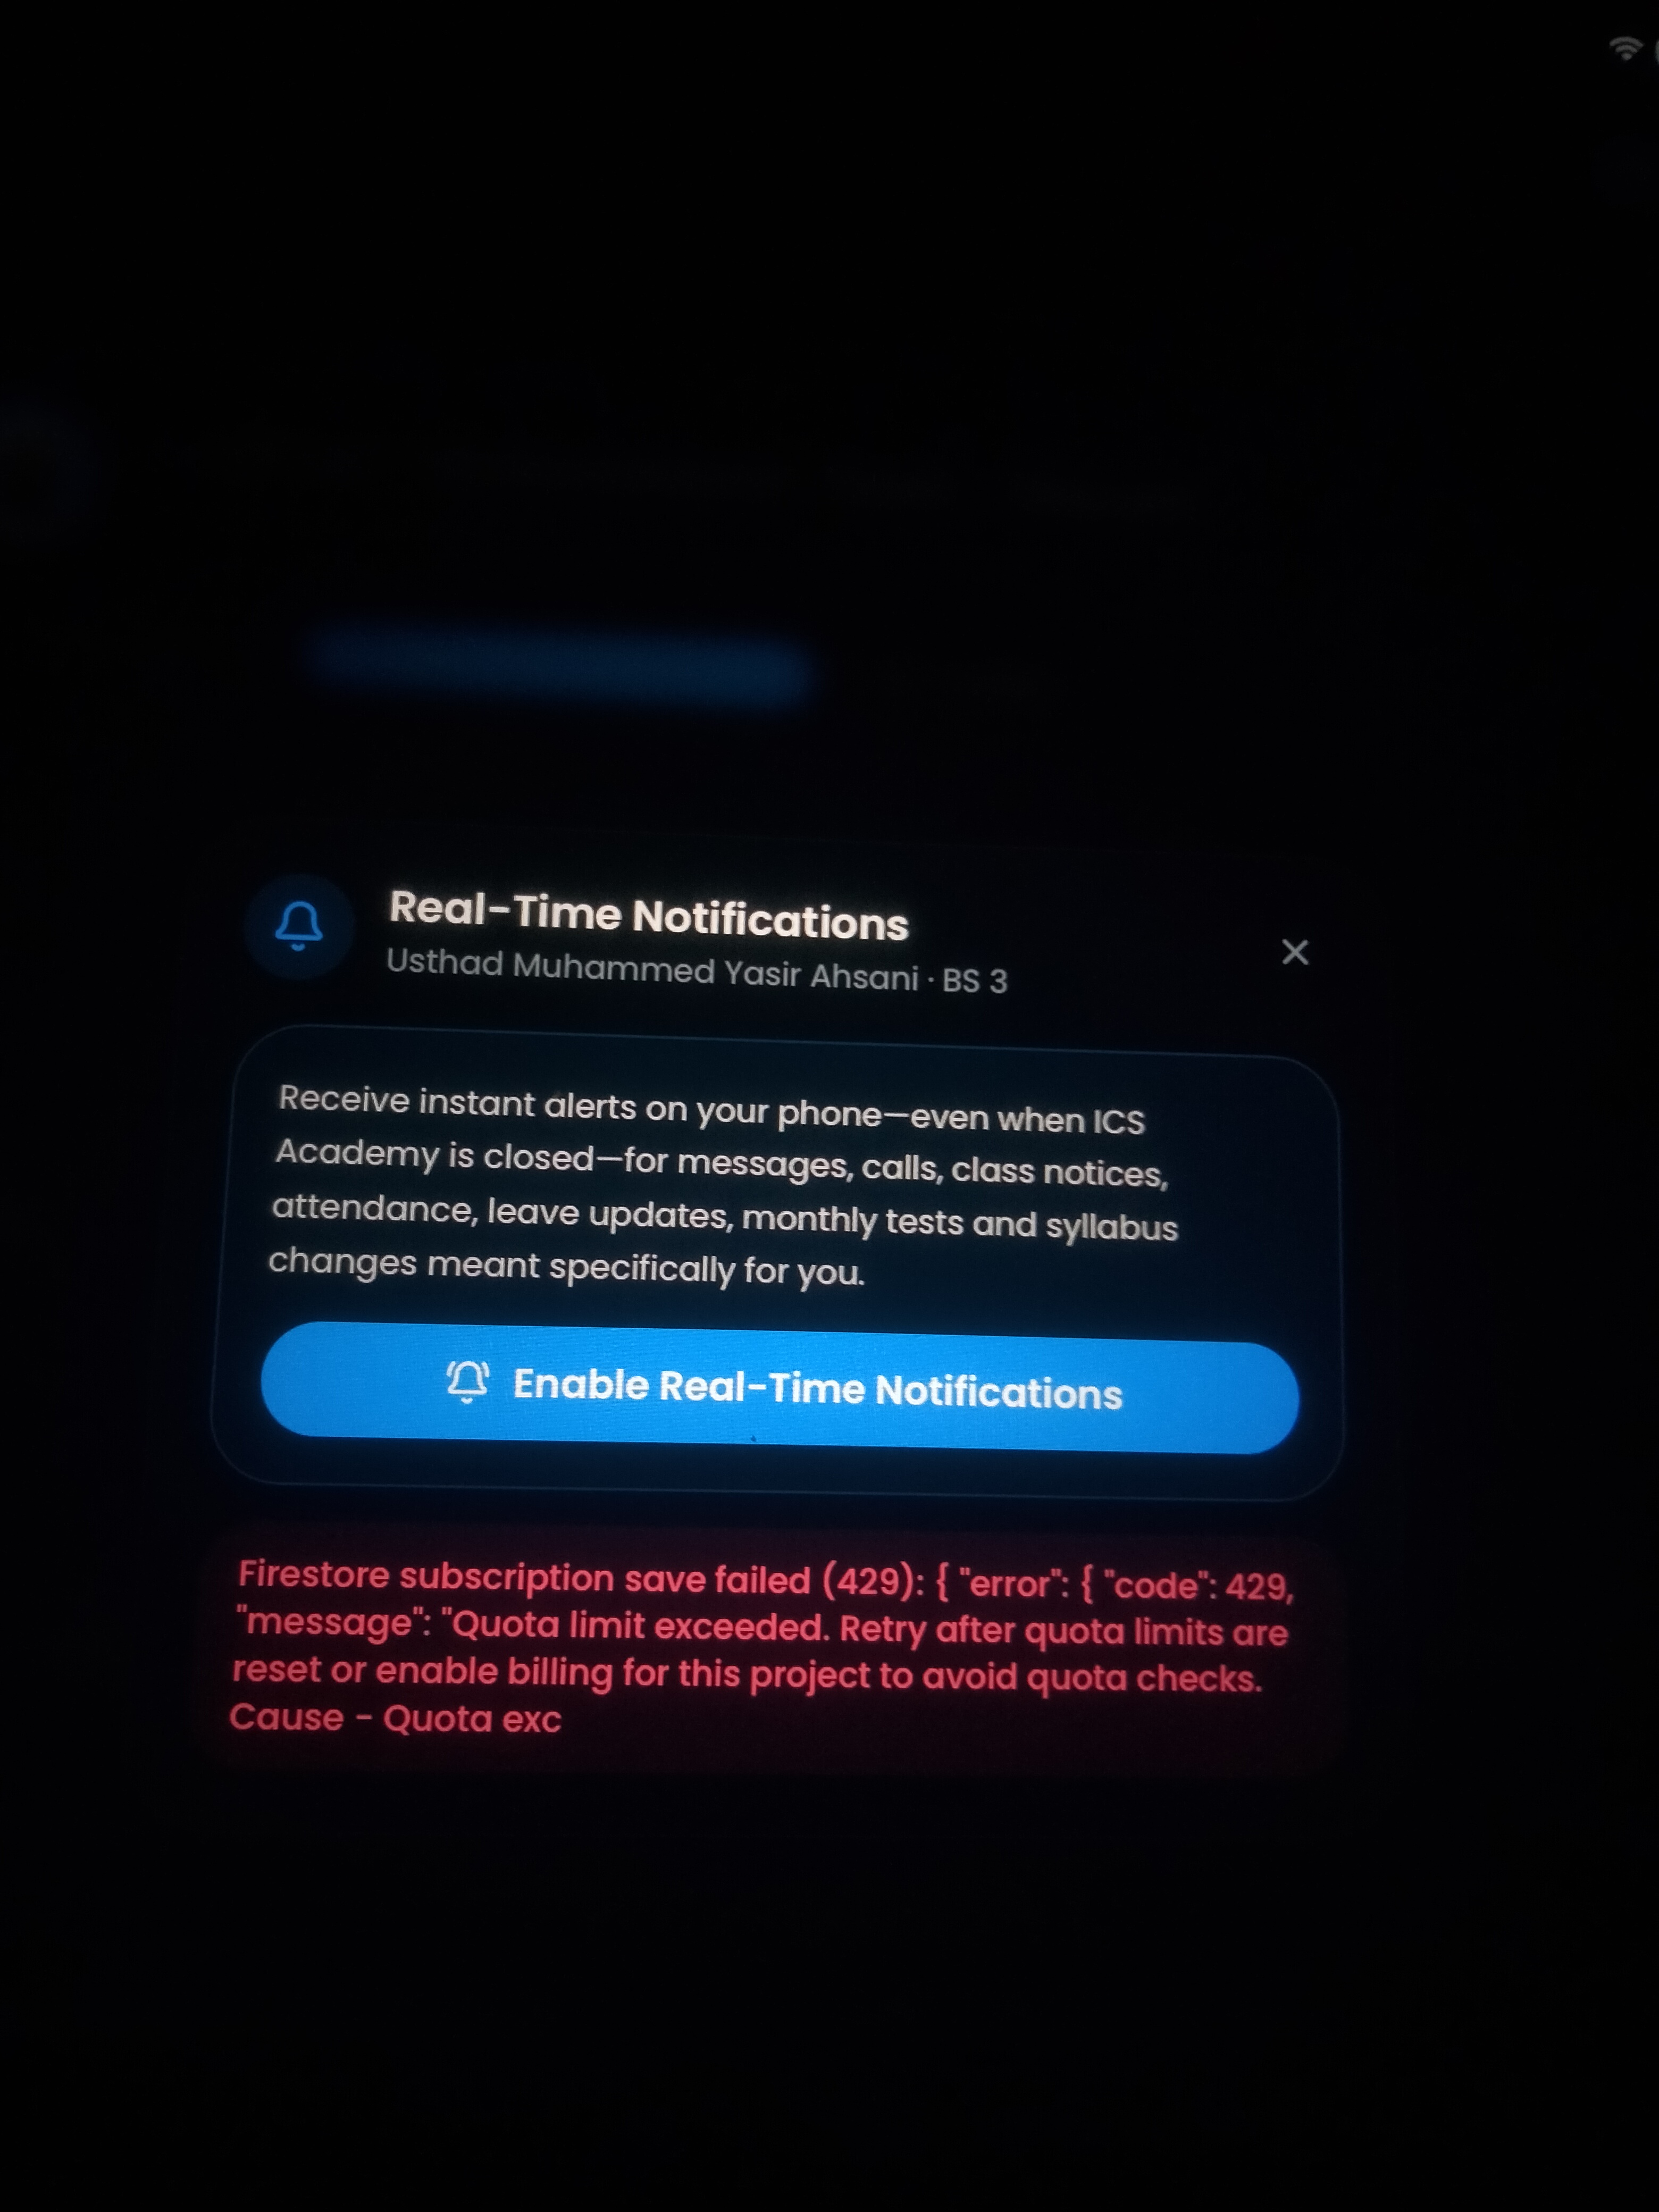 Real-Time Notifications
Usthad Muhammed Yasir Ahsani · BS 3
Receive instant alerts on your phone—even when ICS
Academy is closed—for messages, calls, class notices,
attendance, leave updates, monthly tests and syllabus
changes meant specifically for you.
Enable Real-Time Notifications
Firestore subscription save failed (429): { "error": { "code": 429,
"message": "Quota limit exceeded. Retry after quota limits are
reset or enable billing for this project to avoid quota checks.
Cause - Quota exc